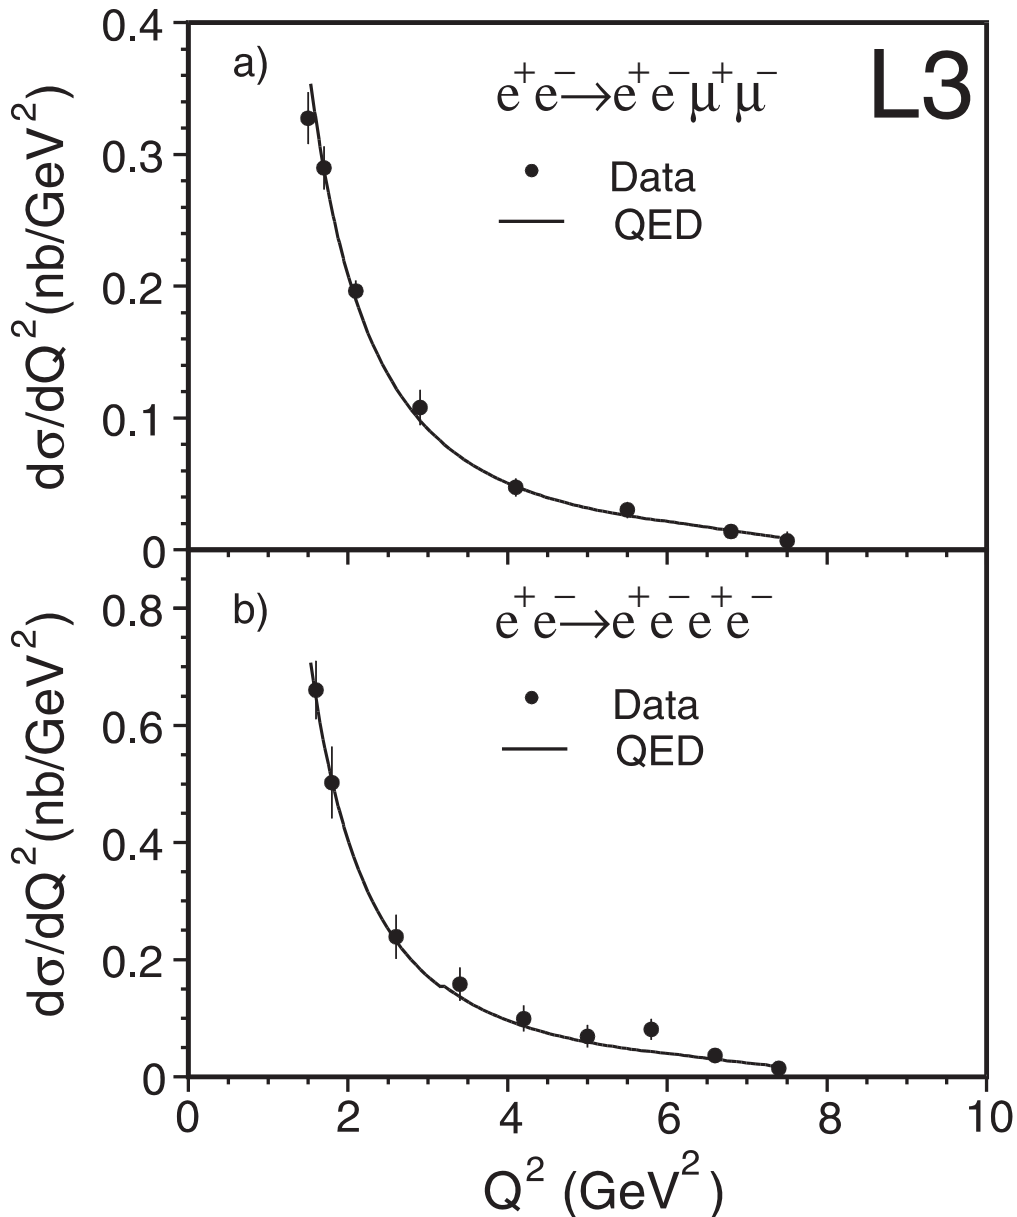 L3
a) e⁺e⁻→e⁺e⁻μ⁺μ⁻
Data
QED
dσ/dQ² (nb/GeV²)
0.4
0.3
0.2
0.1
0
b) e⁺e⁻→e⁺e⁻e⁺e⁻
Data
QED
dσ/dQ² (nb/GeV²)
0.8
0.6
0.4
0.2
0
0 2 4 6 8 10
Q² (GeV²)